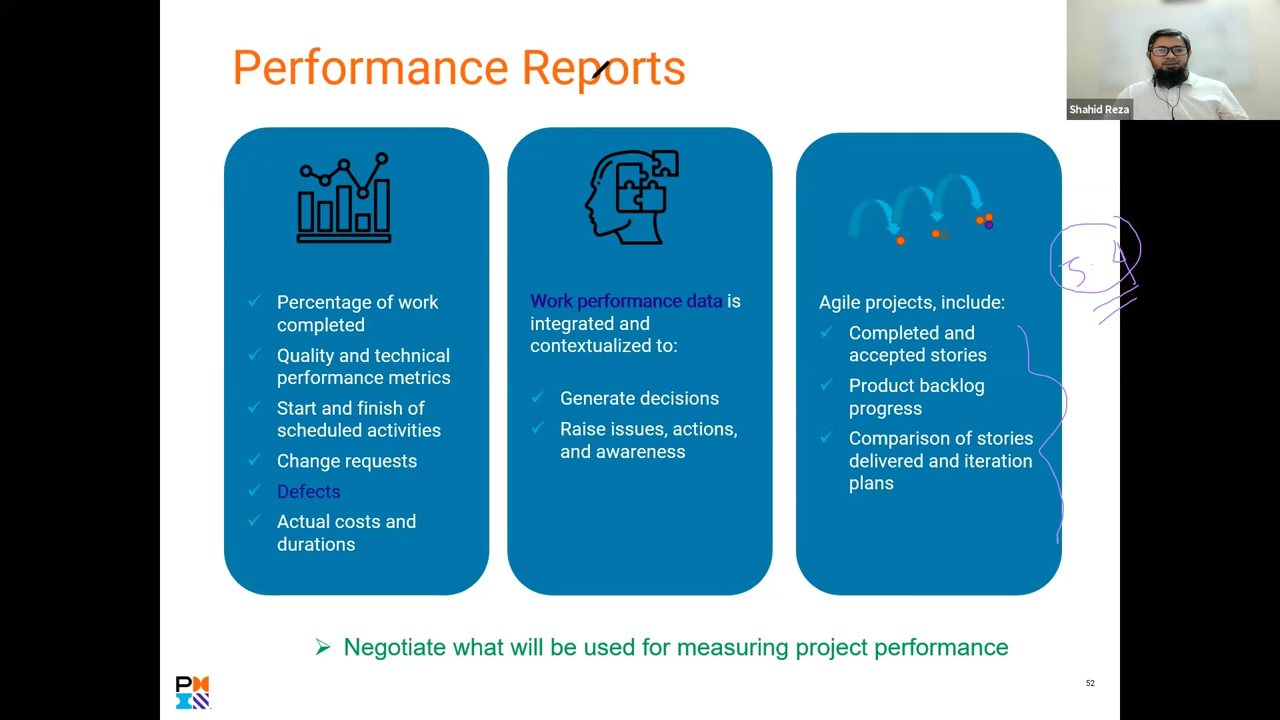 Performance Reports
Shahid Reza
Percentage of work
completed
Quality and technical
performance metrics
Start and finish of
scheduled activities
Change requests
Defects
Actual costs and
durations
Work performance data is
integrated and
contextualized to:
Generate decisions
Raise issues, actions,
and awareness
Agile projects, include:
Completed and
accepted stories
Product backlog
progress
Comparison of stories
delivered and iteration
plans
Negotiate what will be used for measuring project performance
52